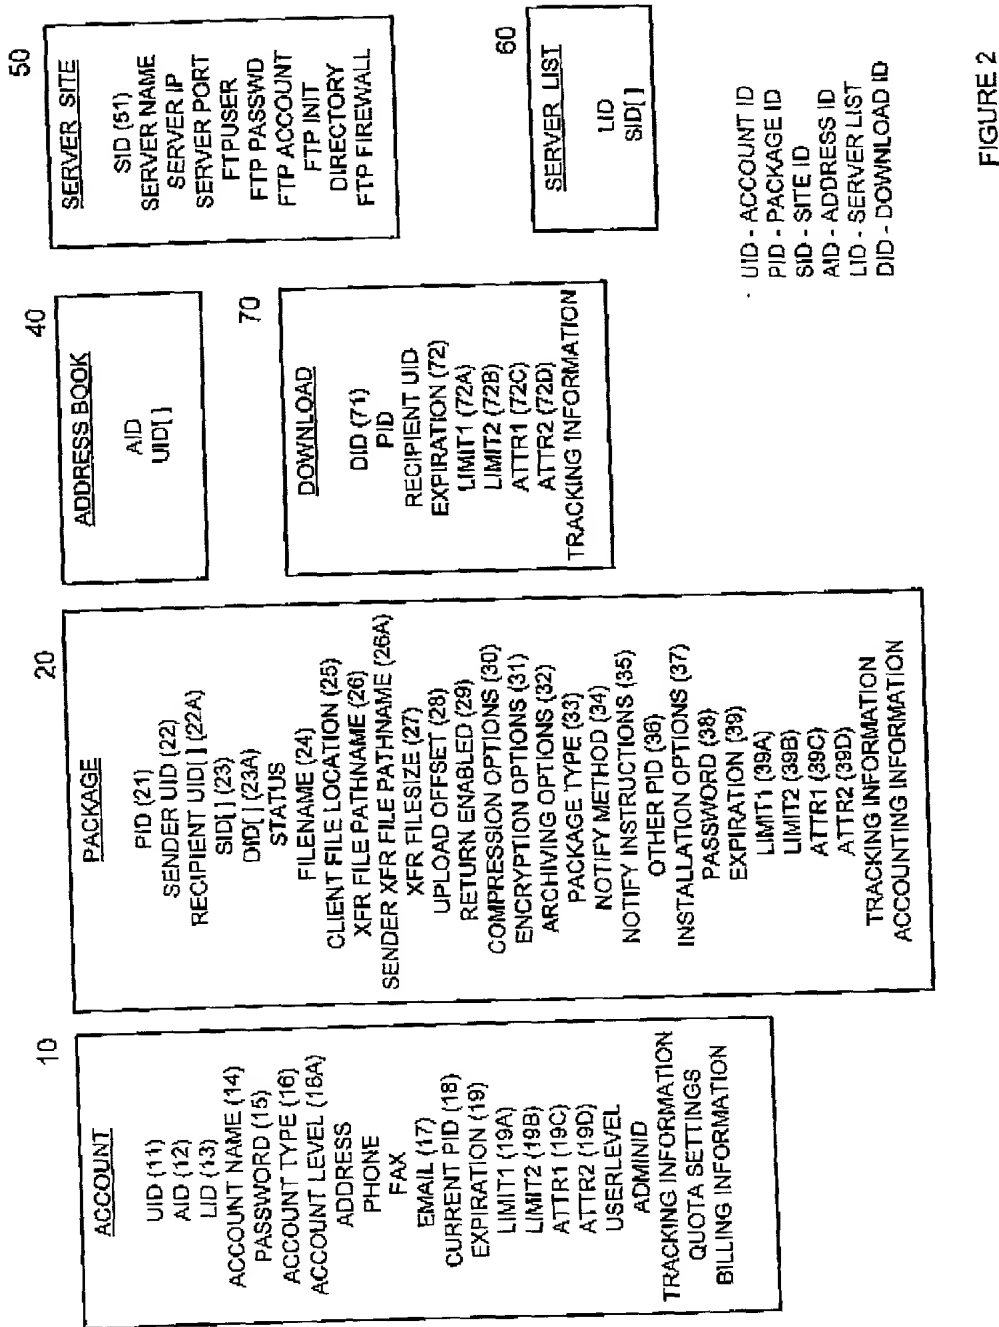 10
ACCOUNT
UID (11)
AID (12)
LID (13)
ACCOUNT NAME (14)
PASSWORD (15)
ACCOUNT TYPE (16)
ACCOUNT LEVEL (16A)
ADDRESS
PHONE
FAX
EMAIL (17)
CURRENT PID (18)
EXPIRATION (19)
LIMIT1 (19A)
LIMIT2 (19B)
ATTR1 (19C)
ATTR2 (19D)
USERLEVEL
ADMINID
TRACKING INFORMATION
QUOTA SETTINGS
BILLING INFORMATION
20
PACKAGE
PID (21)
SENDER UID (22)
RECIPIENT UID[ ] (22A)
SID[ ] (23)
DID[ ] (23A)
STATUS
FILENAME (24)
CLIENT FILE LOCATION (25)
XFR FILE PATHNAME (26)
SENDER XFR FILE PATHNAME (26A)
XFR FILESIZE (27)
UPLOAD OFFSET (28)
RETURN ENABLED (29)
COMPRESSION OPTIONS (30)
ENCRYPTION OPTIONS (31)
ARCHIVING OPTIONS (32)
PACKAGE TYPE (33)
NOTIFY METHOD (34)
NOTIFY INSTRUCTIONS (35)
OTHER PID (36)
INSTALLATION OPTIONS (37)
PASSWORD (38)
EXPIRATION (39)
LIMIT1 (39A)
LIMIT2 (39B)
ATTR1 (39C)
ATTR2 (39D)
TRACKING INFORMATION
ACCOUNTING INFORMATION
40
ADDRESS BOOK
AID
UID[ ]
70
DOWNLOAD
DID (71)
PID
RECIPIENT UID
EXPIRATION (72)
LIMIT1 (72A)
LIMIT2 (72B)
ATTR1 (72C)
ATTR2 (72D)
TRACKING INFORMATION
50
SERVER SITE
SID (51)
SERVER NAME
SERVER IP
SERVER PORT
FTPUSER
FTP PASSWD
FTP ACCOUNT
FTP INIT
DIRECTORY
FTP FIREWALL
60
SERVER LIST
LID
SID[ ]
UID - ACCOUNT ID
PID - PACKAGE ID
SID - SITE ID
AID - ADDRESS ID
LID - SERVER LIST
DID - DOWNLOAD ID
FIGURE 2